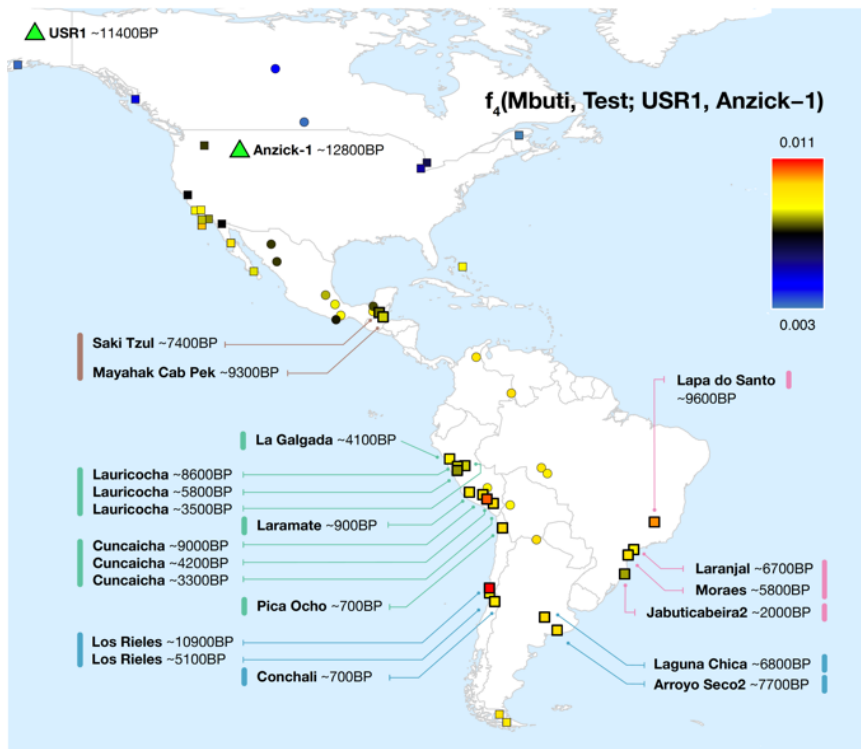 USR1 ~11400BP
f4(Mbuti, Test; USR1, Anzick−1)
0.011
Anzick-1 ~12800BP
0.003
Saki Tzul ~7400BP
Mayahak Cab Pek ~9300BP
Lapa do Santo
~9600BP
La Galgada ~4100BP
Lauricocha ~8600BP
Lauricocha ~5800BP
Lauricocha ~3500BP
Laramate ~900BP
Cuncaicha ~9000BP
Cuncaicha ~4200BP
Cuncaicha ~3300BP
Laranjal ~6700BP
Moraes ~5800BP
Jabuticabeira2 ~2000BP
Pica Ocho ~700BP
Los Rieles ~10900BP
Los Rieles ~5100BP
Conchali ~700BP
Laguna Chica ~6800BP
Arroyo Seco2 ~7700BP